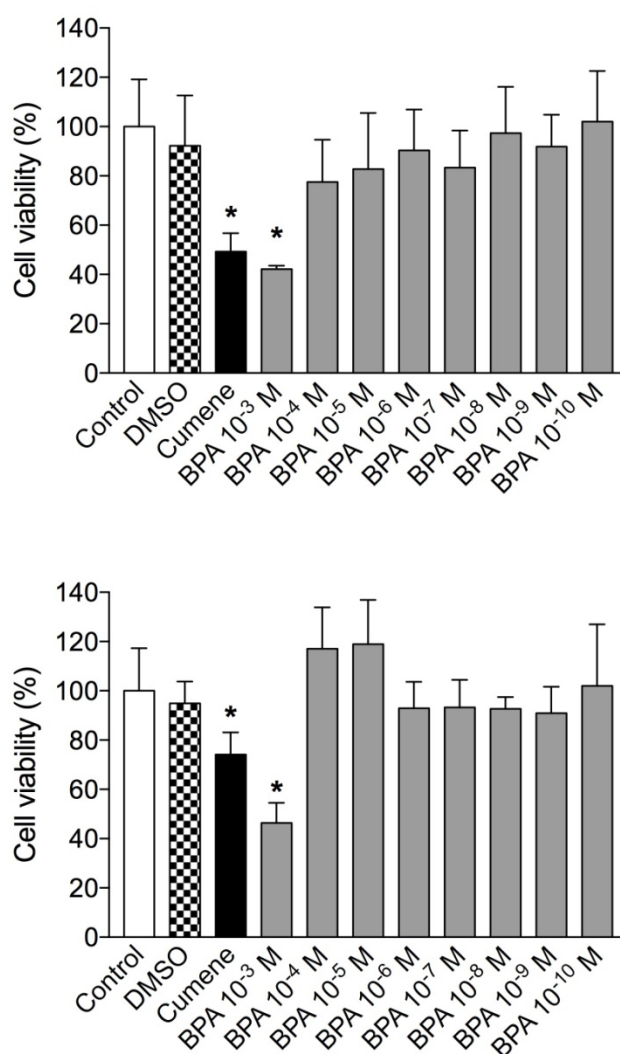 Cell viability (%)
140
120
100
80
60
40
20
0
*
*
Control
DMSO
Cumene
BPA 10⁻³ M
BPA 10⁻⁴ M
BPA 10⁻⁵ M
BPA 10⁻⁶ M
BPA 10⁻⁷ M
BPA 10⁻⁸ M
BPA 10⁻⁹ M
BPA 10⁻¹⁰ M
Cell viability (%)
140
120
100
80
60
40
20
0
*
*
Control
DMSO
Cumene
BPA 10⁻³ M
BPA 10⁻⁴ M
BPA 10⁻⁵ M
BPA 10⁻⁶ M
BPA 10⁻⁷ M
BPA 10⁻⁸ M
BPA 10⁻⁹ M
BPA 10⁻¹⁰ M